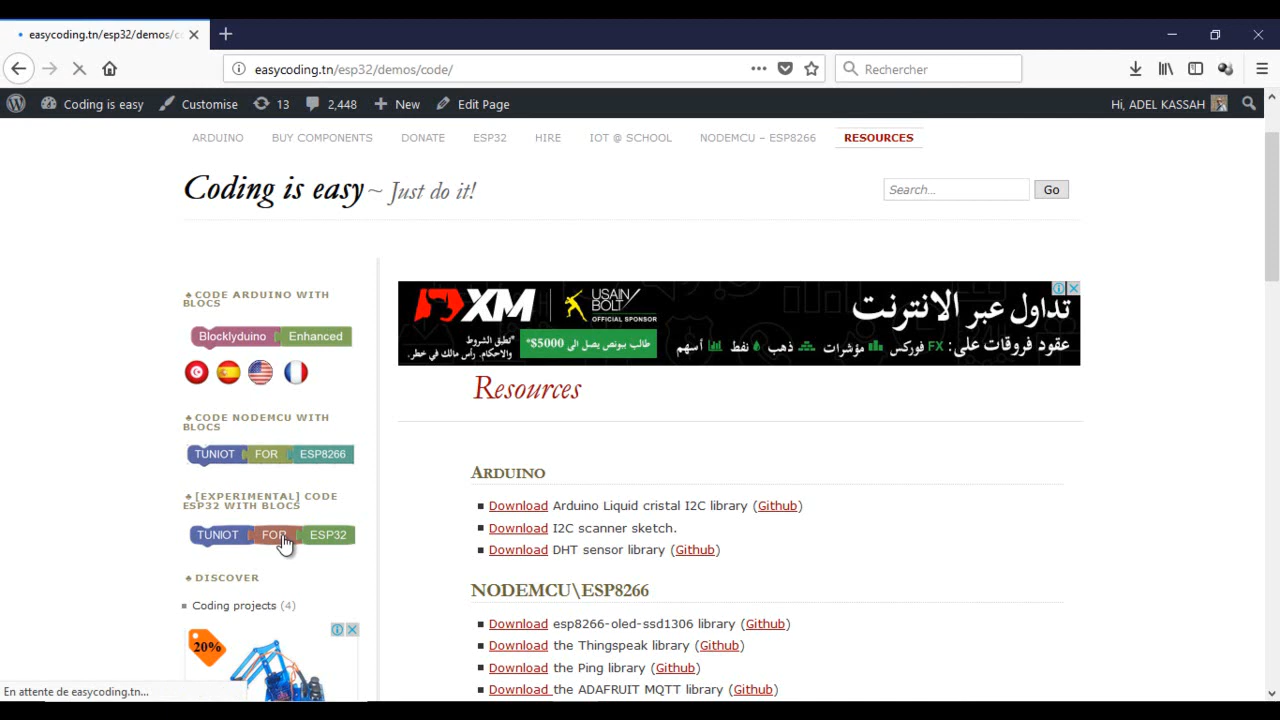 easycoding.tn/esp32/demos/co
easycoding.tn/esp32/demos/code/
Rechercher
Coding is easy
Customise
13
2,448
New
Edit Page
Hi, ADEL KASSAH
ARDUINO
BUY COMPONENTS
DONATE
ESP32
HIRE
IOT @ SCHOOL
NODEMCU – ESP8266
RESOURCES
Coding is easy ~ Just do it!
Search...
Go
♠ CODE ARDUINO WITH
BLOCS
Blocklyduino Enhanced
♠ CODE NODEMCU WITH
BLOCS
TUNIOT FOR ESP8266
♠ [EXPERIMENTAL] CODE
ESP32 WITH BLOCS
TUNIOT FOR ESP32
♠ DISCOVER
Coding projects (4)
20%
XM
USAIN
BOLT
OFFICIAL SPONSOR
تداول عبر الانترنت
*تطبق الشروط
والأحكام. رأس مالك في خطر.
طالب ببونص يصل الى 5000$*
عقود فروقات على: FX فوركس مؤشرات ذهب نفط أسهم
Resources
ARDUINO
Download Arduino Liquid cristal I2C library (Github)
Download I2C scanner sketch.
Download DHT sensor library (Github)
NODEMCU\ESP8266
Download esp8266-oled-ssd1306 library (Github)
Download the Thingspeak library (Github)
Download the Ping library (Github)
Download the ADAFRUIT MQTT library (Github)
En attente de easycoding.tn...